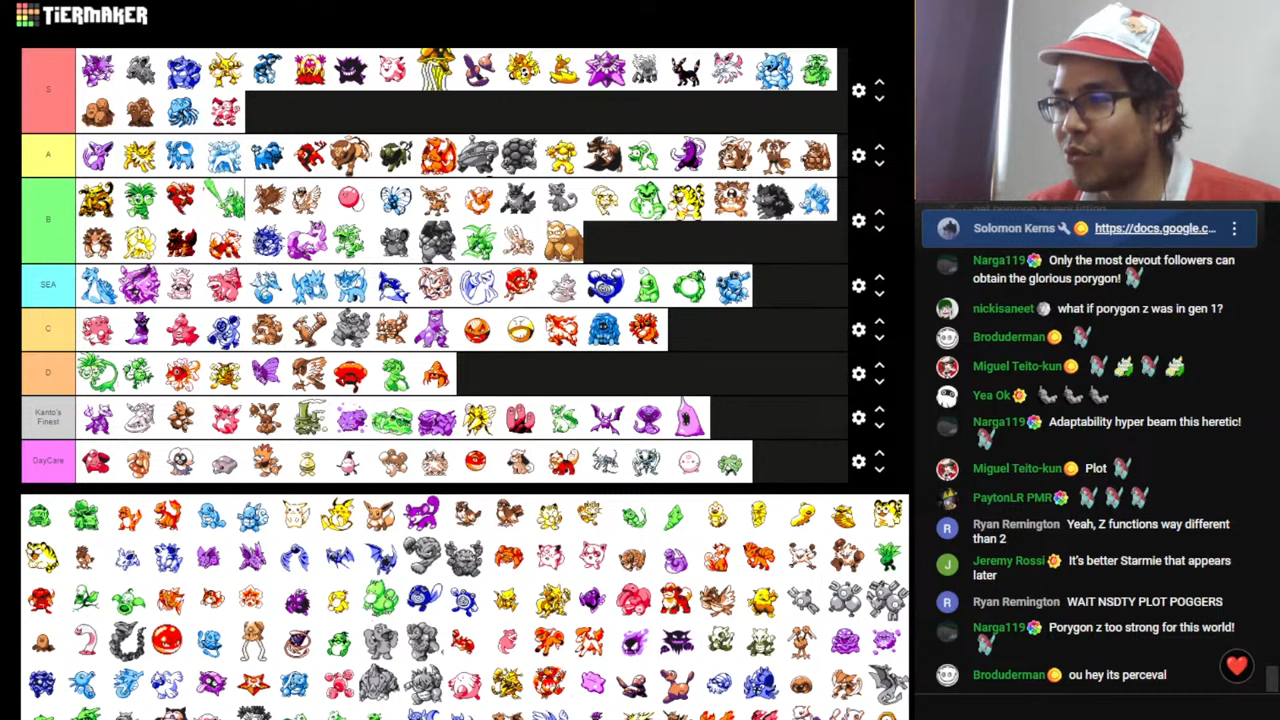 TiERMAKER
S
A
B
SEA
C
D
Kanto's
Finest
DayCare
Solomon Kerns https://docs.google.c...
Narga119 Only the most devout followers can
obtain the glorious porygon!
nickisaneet what if porygon z was in gen 1?
Broduderman
Miguel Teito-kun
Yea Ok
Narga119 Adaptability hyper beam this heretic!
Miguel Teito-kun Plot
PaytonLR PMR
Ryan Remington Yeah, Z functions way different
than 2
Jeremy Rossi It's better Starmie that appears
later
Ryan Remington WAIT NSDTY PLOT POGGERS
Narga119 Porygon z too strong for this world!
Broduderman ou hey its perceval